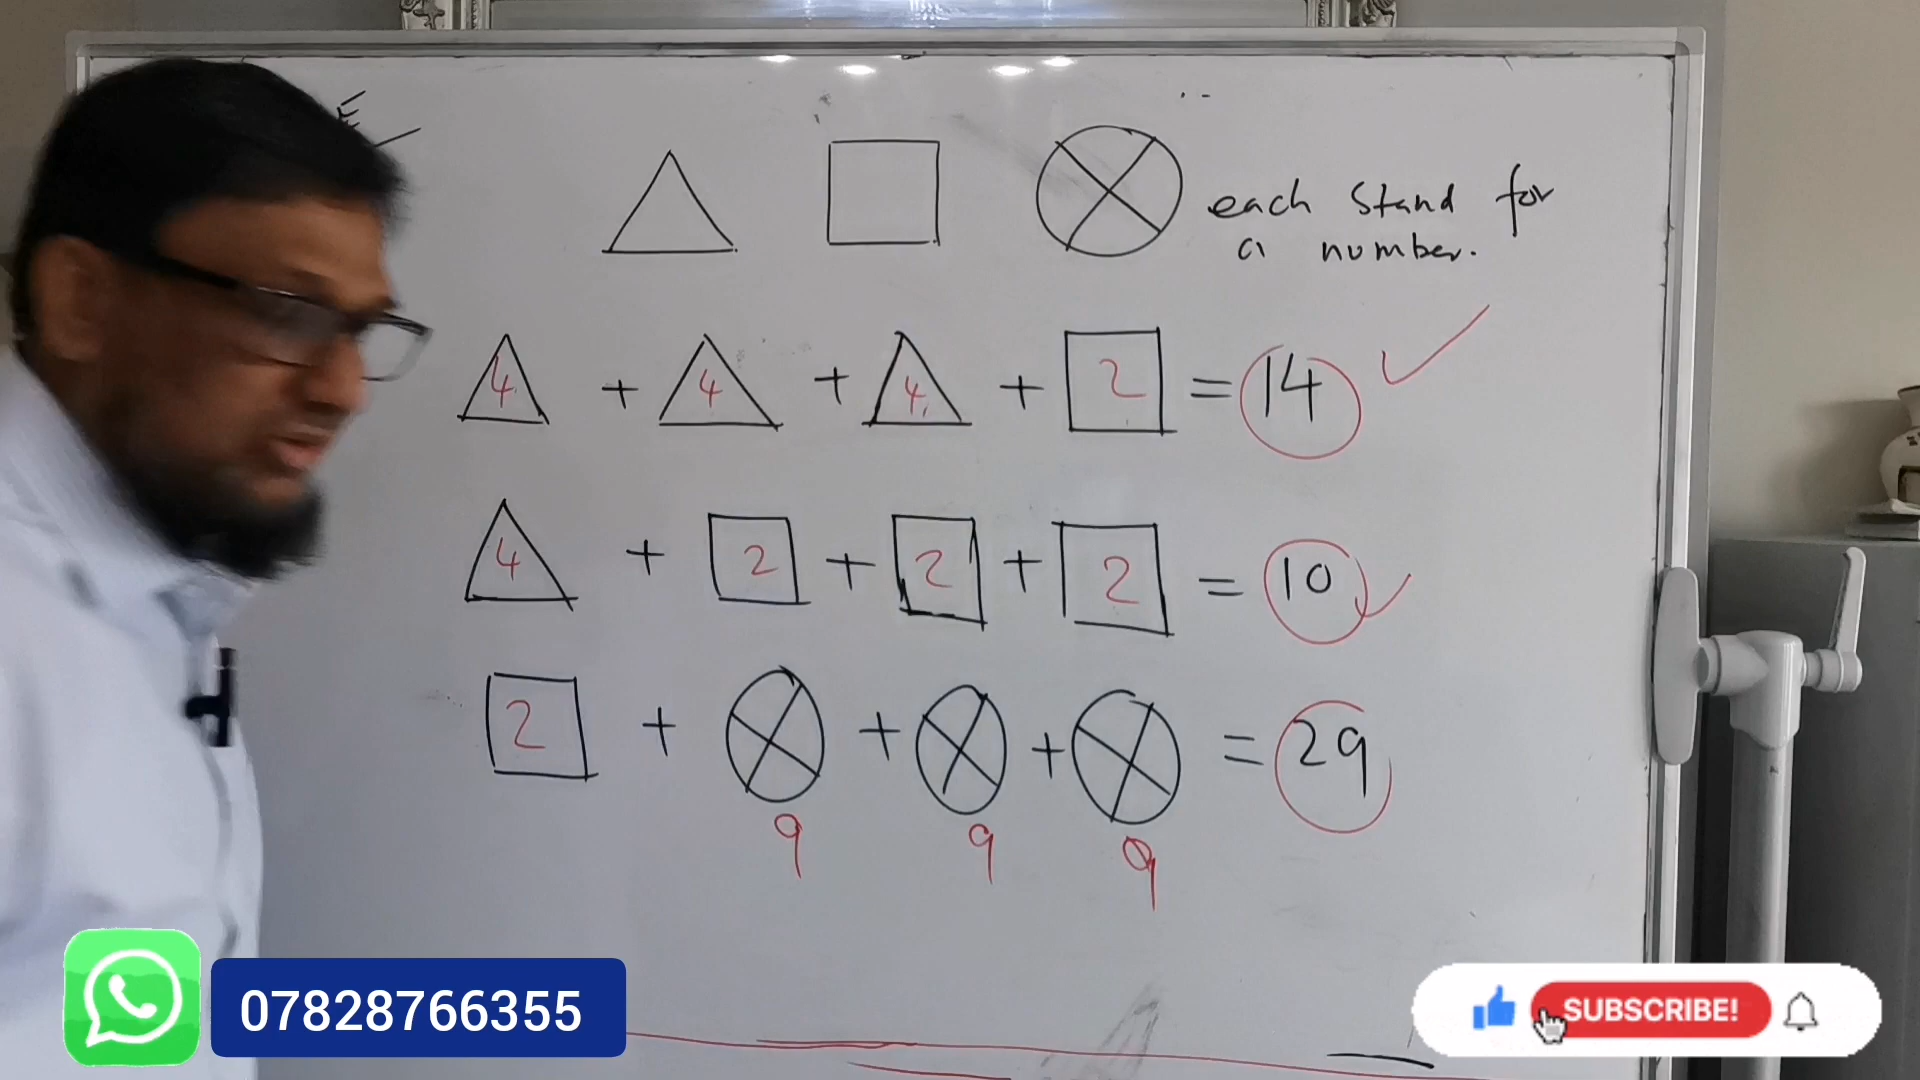 each stand for
a number.
4 + 4 + 4 + 2 = 14
4 + 2 + 2 + 2 = 10
2 + + + = 29
9 9 9
07828766355
SUBSCRIBE!